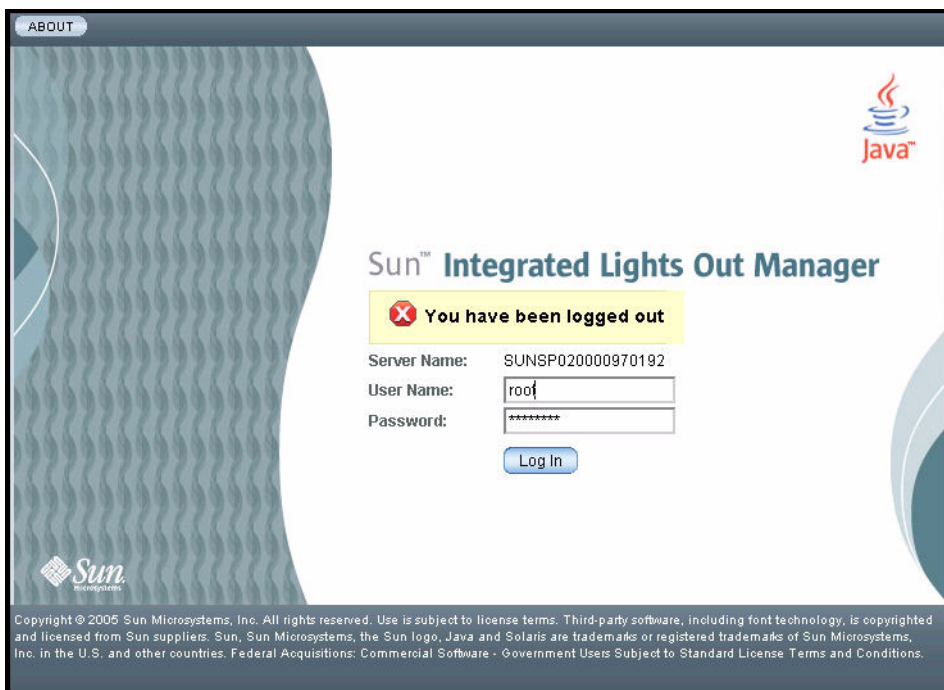 ABOUT
Java™
Sun™ Integrated Lights Out Manager
You have been logged out
Server Name: SUNSP020000970192
User Name: root
Password: ********
Log In
Sun
microsystems
Copyright © 2005 Sun Microsystems, Inc. All rights reserved. Use is subject to license terms. Third-party software, including font technology, is copyrighted
and licensed from Sun suppliers. Sun, Sun Microsystems, the Sun logo, Java and Solaris are trademarks or registered trademarks of Sun Microsystems,
Inc. in the U.S. and other countries. Federal Acquisitions: Commercial Software - Government Users Subject to Standard License Terms and Conditions.